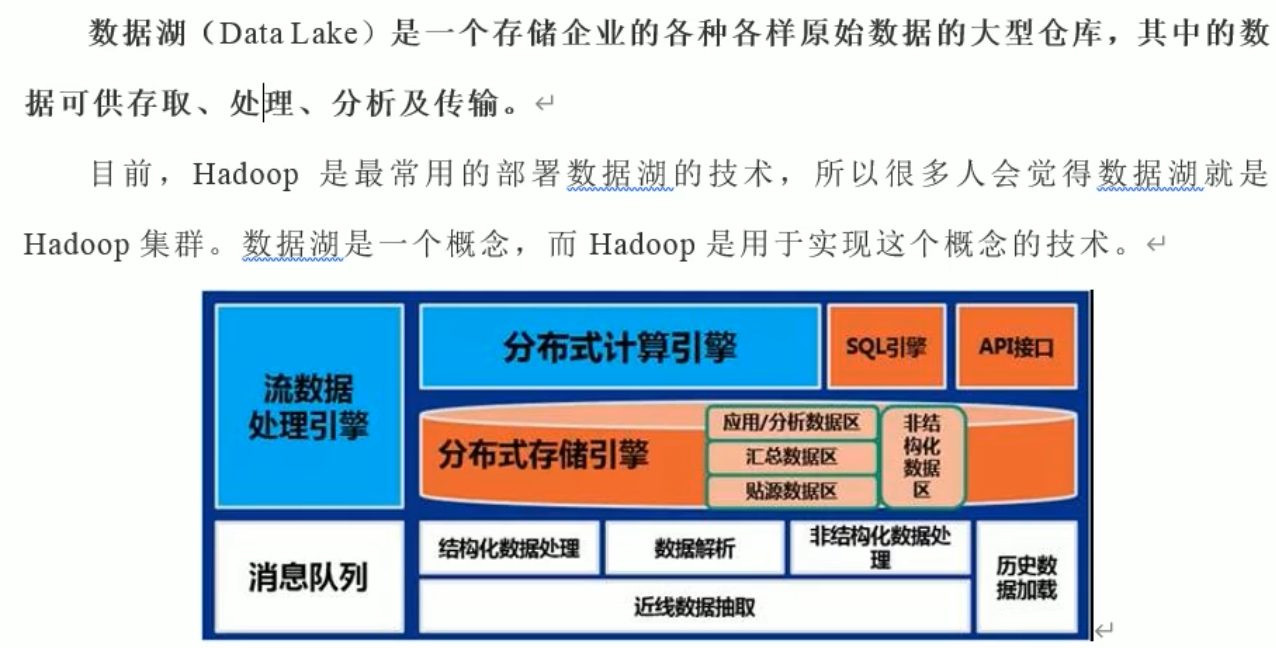 数据湖（Data Lake）是一个存储企业的各种各样原始数据的大型仓库，其中的数
据可供存取、处理、分析及传输。
目前，Hadoop 是最常用的部署数据湖的技术，所以很多人会觉得数据湖就是
Hadoop 集群。数据湖是一个概念，而 Hadoop 是用于实现这个概念的技术。
流数据
处理引擎
分布式计算引擎
SQL引擎
API接口
分布式存储引擎
应用/分析数据区
汇总数据区
贴源数据区
非结
构化
数据
区
消息队列
结构化数据处理
数据解析
非结构化数据处
理
近线数据抽取
历史数
据加载